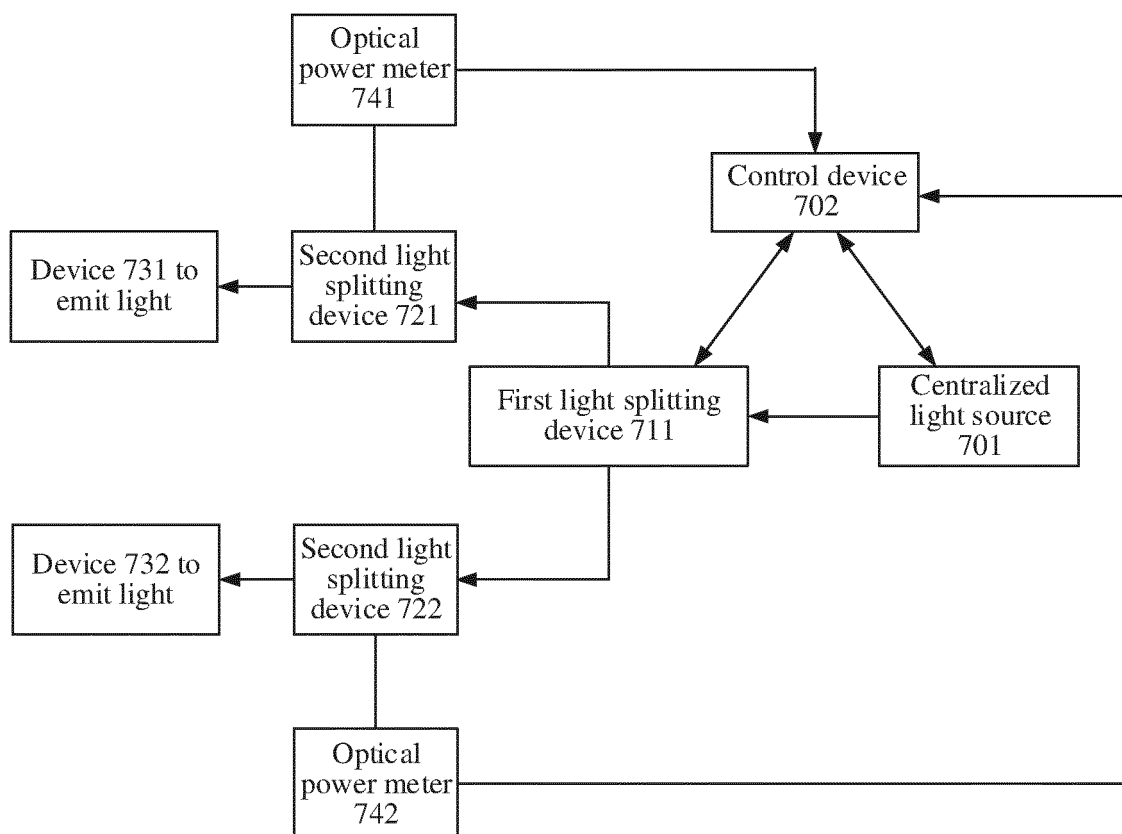 Optical
power meter
741
Control device
702
Device 731 to
emit light
Second light
splitting
device 721
First light splitting
device 711
Centralized
light source
701
Device 732 to
emit light
Second light
splitting
device 722
Optical
power meter
742